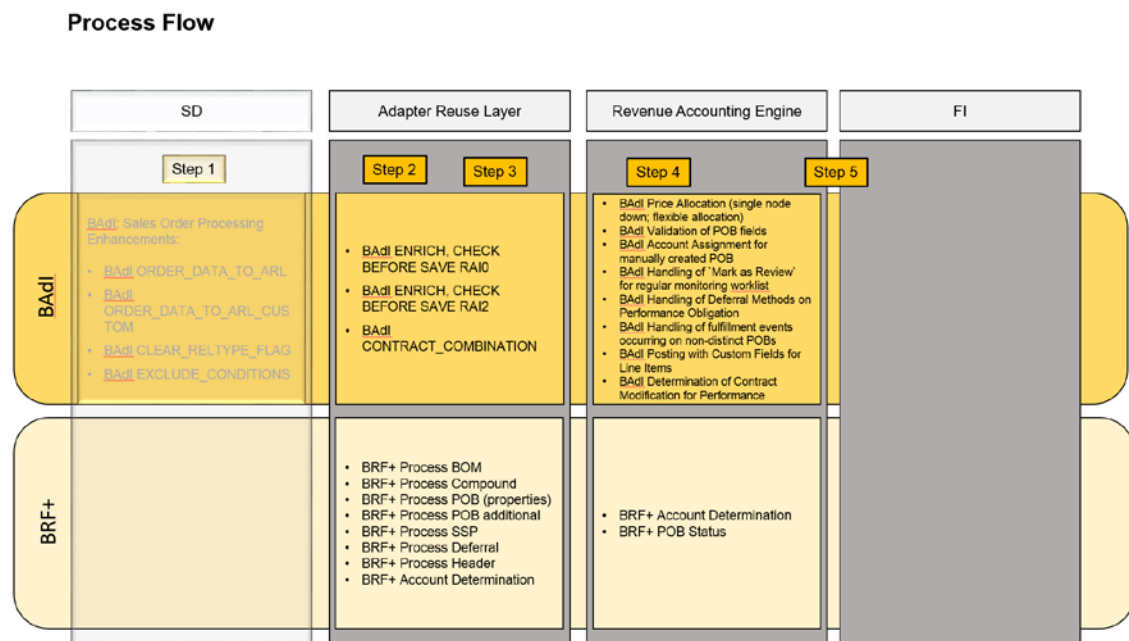 Process Flow
SD
Adapter Reuse Layer
Revenue Accounting Engine
FI
Step 1
Step 2
Step 3
Step 4
Step 5
BAdI
BAdI: Sales Order Processing
Enhancements:
• BAdI ORDER_DATA_TO_ARL
• BAdI
ORDER_DATA_TO_ARL_CUS
TOM
• BAdI CLEAR_RELTYPE_FLAG
• BAdI EXCLUDE_CONDITIONS
• BAdI ENRICH, CHECK
BEFORE SAVE RAI0
• BAdI ENRICH, CHECK
BEFORE SAVE RAI2
• BAdI
CONTRACT_COMBINATION
• BAdI Price Allocation (single node
down; flexible allocation)
• BAdI Validation of POB fields
• BAdI Account Assignment for
manually created POB
• BAdI Handling of `Mark as Review'
for regular monitoring worklist
• BAdI Handling of Deferral Methods on
Performance Obligation
• BAdI Handling of fulfillment events
occurring on non-distinct POBs
• BAdI Posting with Custom Fields for
Line Items
• BAdI Determination of Contract
Modification for Performance
BRF+
• BRF+ Process BOM
• BRF+ Process Compound
• BRF+ Process POB (properties)
• BRF+ Process POB additional
• BRF+ Process SSP
• BRF+ Process Deferral
• BRF+ Process Header
• BRF+ Account Determination
• BRF+ Account Determination
• BRF+ POB Status